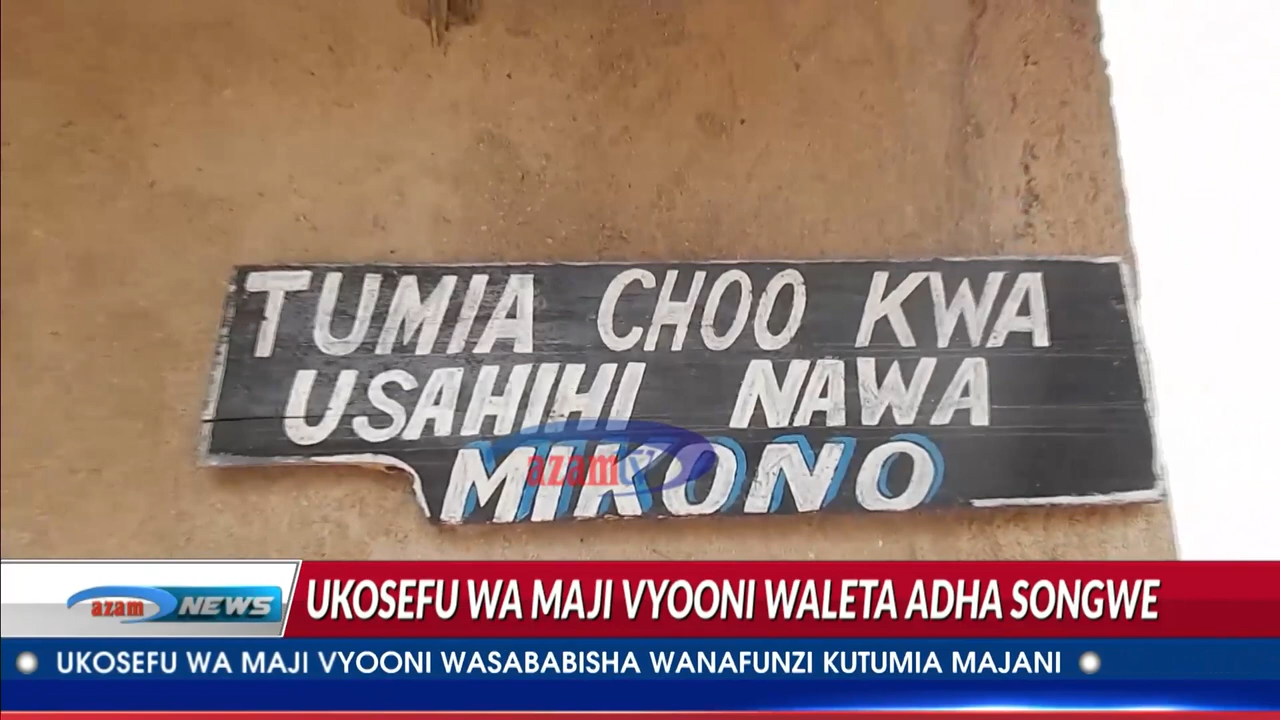 TUMIA CHOO KWA
USAHIHI NAWA
MIKONO
azam tv
azam NEWS
UKOSEFU WA MAJI VYOONI WALETA ADHA SONGWE
UKOSEFU WA MAJI VYOONI WASABABISHA WANAFUNZI KUTUMIA MAJANI